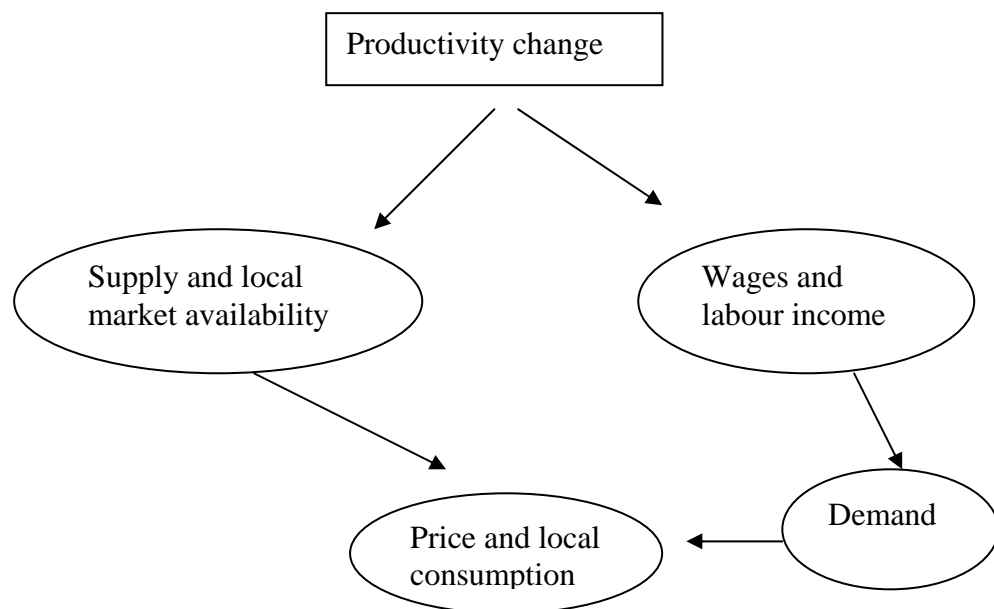 Productivity change
Supply and local
market availability
Wages and
labour income
Demand
Price and local
consumption